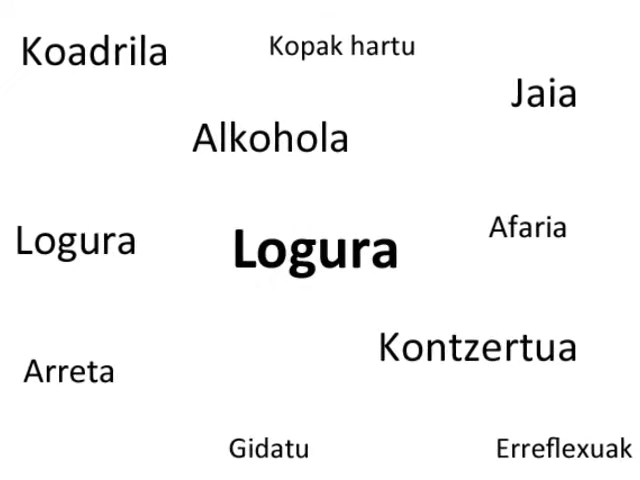 Koadrila
Kopak hartu
Jaia
Alkohola
Logura
Logura
Afaria
Kontzertua
Arreta
Gidatu
Erreflexuak